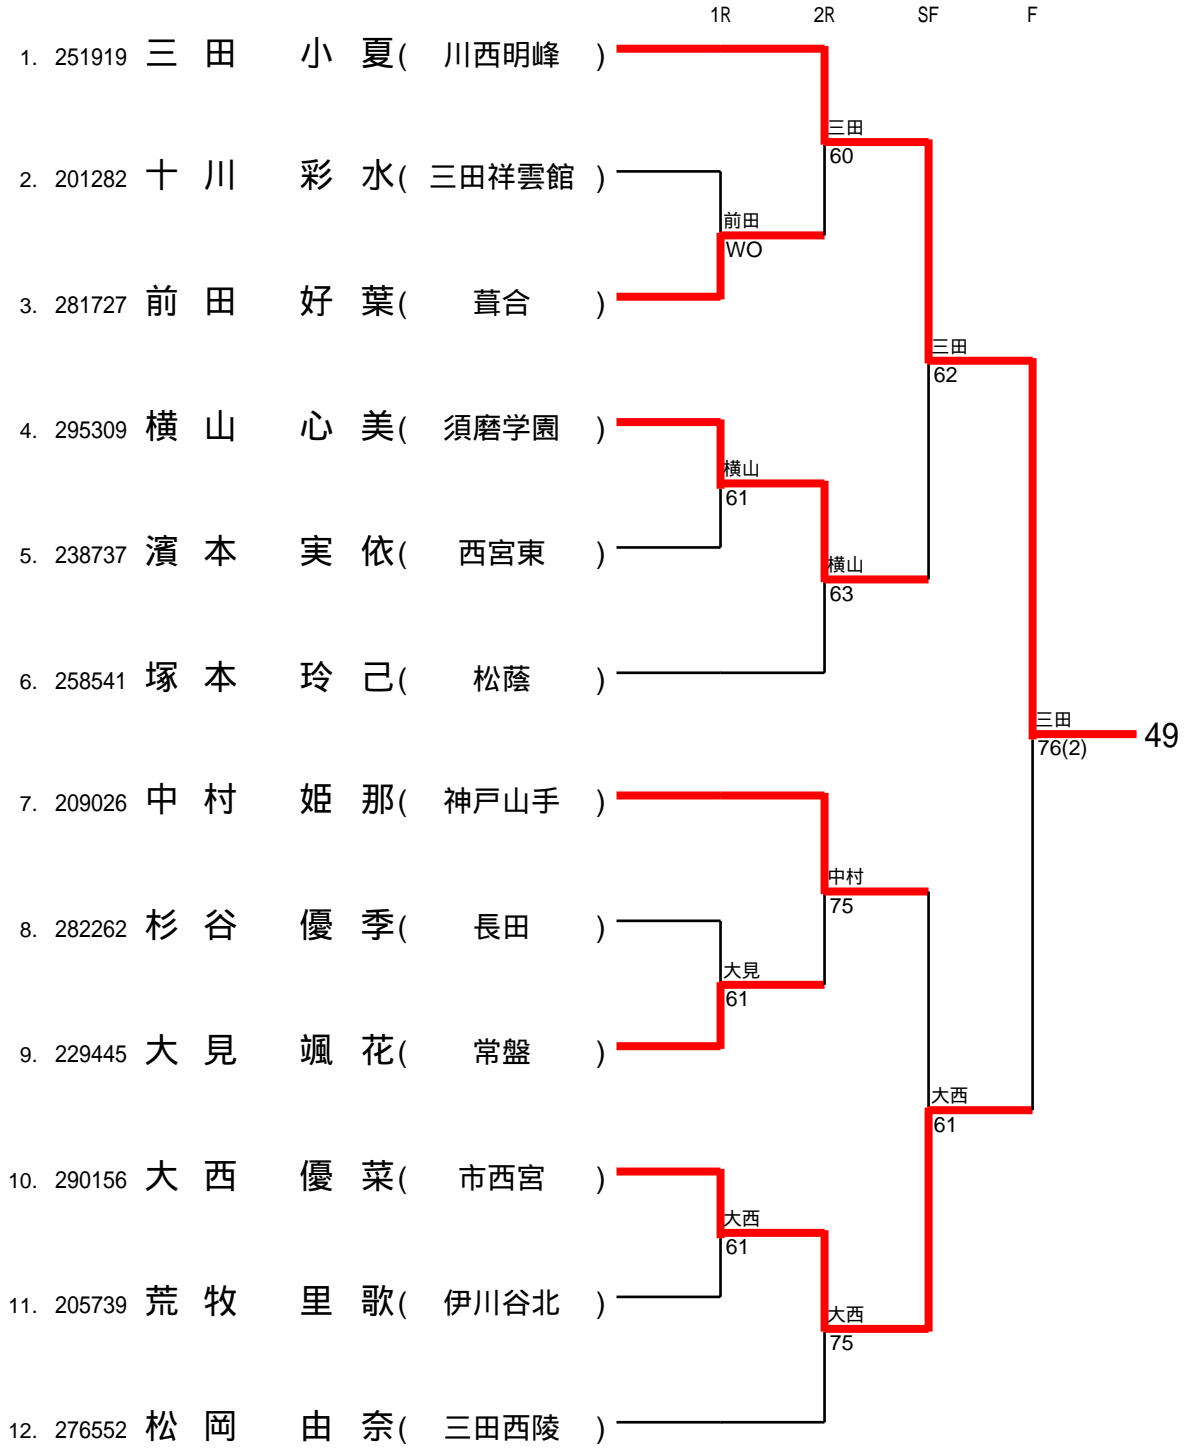 1R 2R SF F
1. 251919 三田 小夏( 川西明峰 )
三田
60
2. 201282 十川 彩水( 三田祥雲館 )
前田
WO
3. 281727 前田 好葉( 葺合 )
三田
62
4. 295309 横山 心美( 須磨学園 )
横山
61
5. 238737 濱本 実依( 西宮東 )
横山
63
6. 258541 塚本 玲己( 松蔭 )
三田
76(2)
49
7. 209026 中村 姫那( 神戸山手 )
中村
75
8. 282262 杉谷 優季( 長田 )
大見
61
9. 229445 大見 颯花( 常盤 )
大西
61
10. 290156 大西 優菜( 市西宮 )
大西
61
11. 205739 荒牧 里歌( 伊川谷北 )
大西
75
12. 276552 松岡 由奈( 三田西陵 )